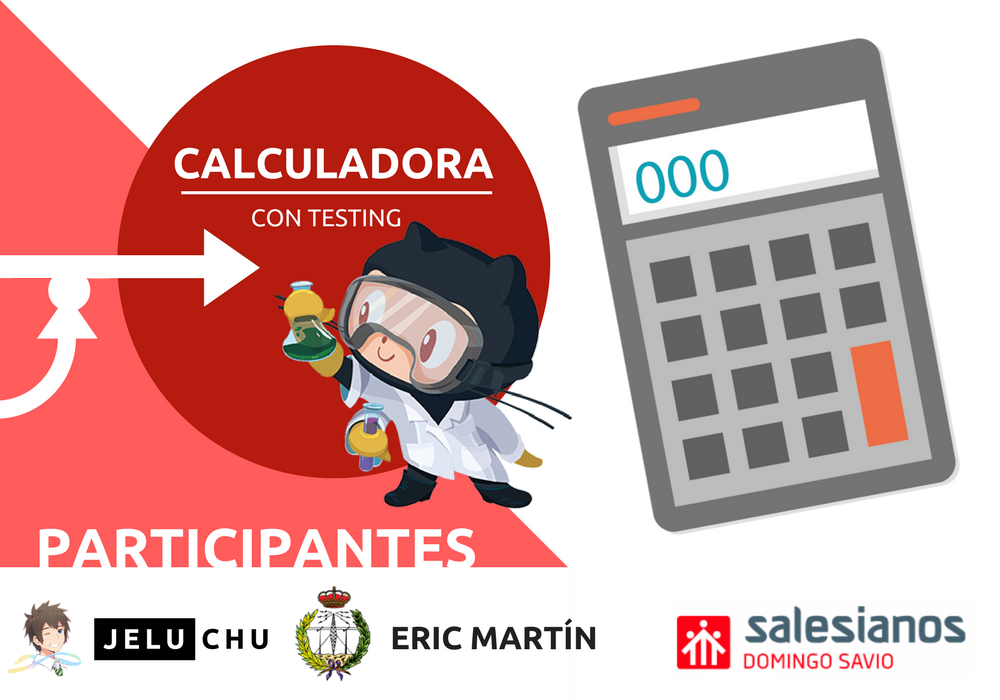 CALCULADORA
CON TESTING
000
PARTICIPANTES
JELU CHU
ERIC MARTÍN
salesianos
DOMINGO SAVIO